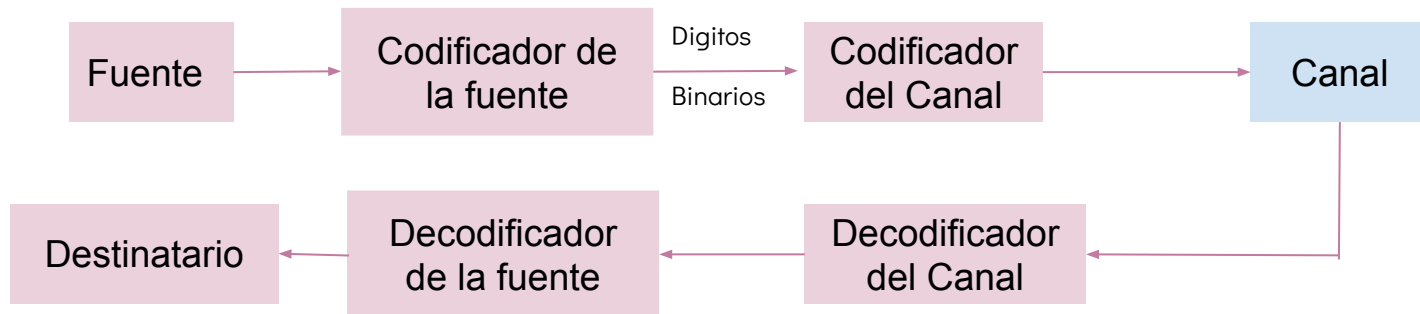 Fuente
Codificador de
la fuente
Digitos
Binarios
Codificador
del Canal
Canal
Destinatario
Decodificador
de la fuente
Decodificador
del Canal